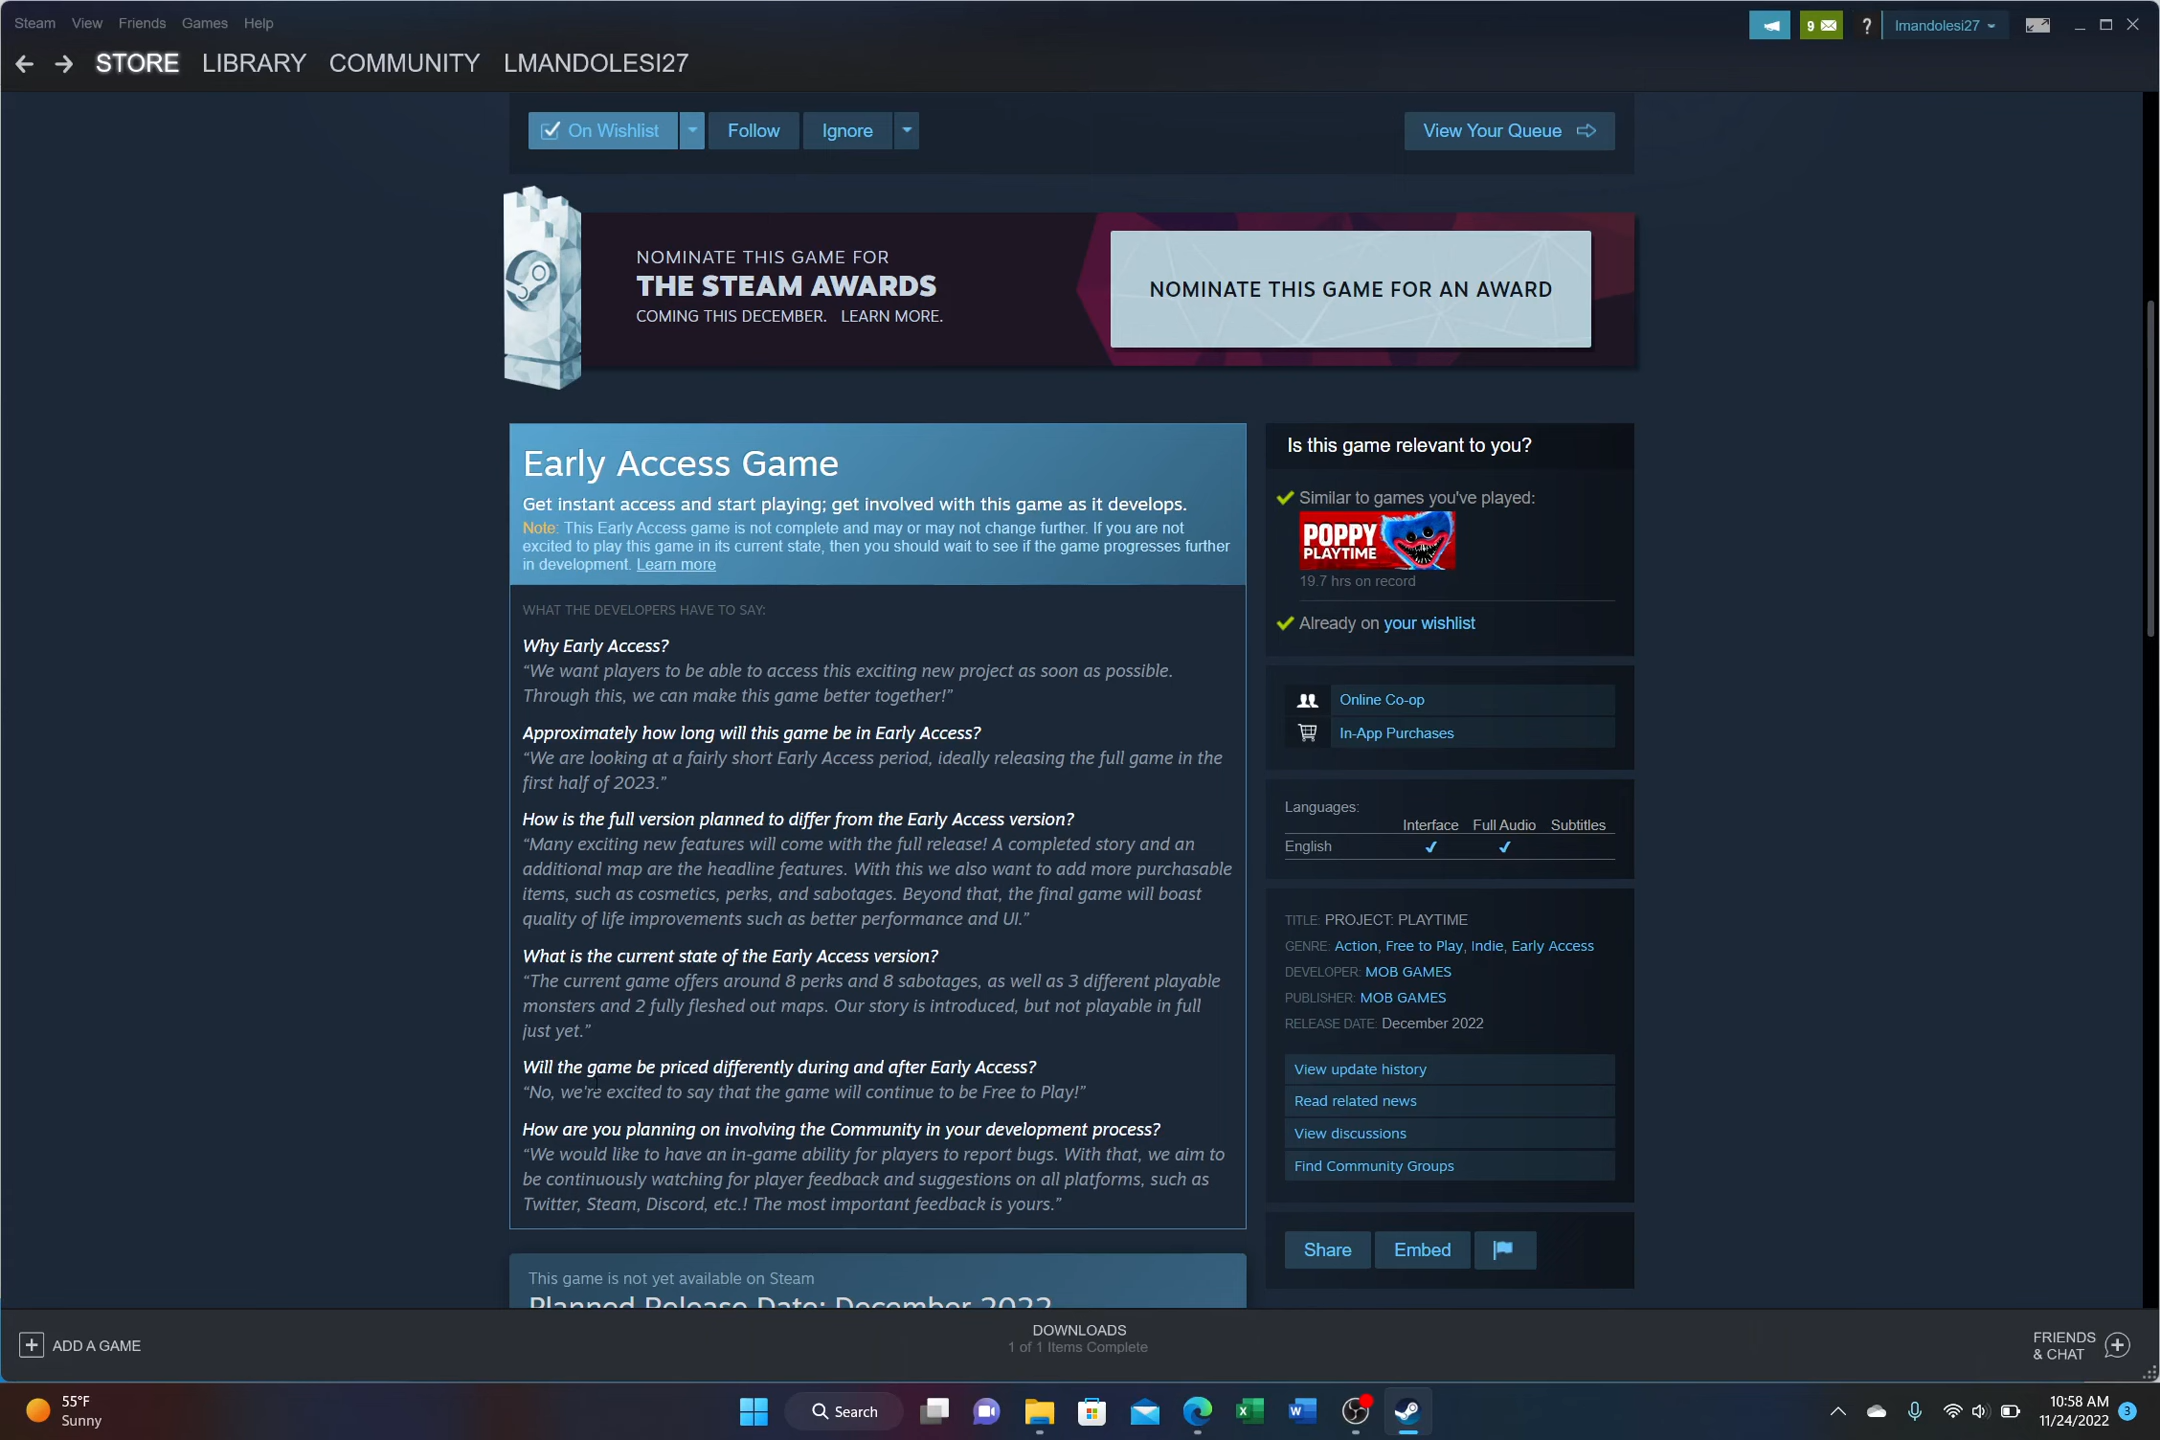 Steam View Friends Games Help
9 ? lmandolesi27
STORE LIBRARY COMMUNITY LMANDOLESI27
On Wishlist Follow Ignore View Your Queue
NOMINATE THIS GAME FOR
THE STEAM AWARDS
COMING THIS DECEMBER. LEARN MORE.
NOMINATE THIS GAME FOR AN AWARD
Early Access Game
Get instant access and start playing; get involved with this game as it develops.
Note: This Early Access game is not complete and may or may not change further. If you are not
excited to play this game in its current state, then you should wait to see if the game progresses further
in development. Learn more
WHAT THE DEVELOPERS HAVE TO SAY:
Why Early Access?
“We want players to be able to access this exciting new project as soon as possible.
Through this, we can make this game better together!”
Approximately how long will this game be in Early Access?
“We are looking at a fairly short Early Access period, ideally releasing the full game in the
first half of 2023.”
How is the full version planned to differ from the Early Access version?
“Many exciting new features will come with the full release! A completed story and an
additional map are the headline features. With this we also want to add more purchasable
items, such as cosmetics, perks, and sabotages. Beyond that, the final game will boast
quality of life improvements such as better performance and UI.”
What is the current state of the Early Access version?
“The current game offers around 8 perks and 8 sabotages, as well as 3 different playable
monsters and 2 fully fleshed out maps. Our story is introduced, but not playable in full
just yet.”
Will the game be priced differently during and after Early Access?
“No, we're excited to say that the game will continue to be Free to Play!”
How are you planning on involving the Community in your development process?
“We would like to have an in-game ability for players to report bugs. With that, we aim to
be continuously watching for player feedback and suggestions on all platforms, such as
Twitter, Steam, Discord, etc.! The most important feedback is yours.”
This game is not yet available on Steam
Planned Release Date: December 2022
Is this game relevant to you?
Similar to games you've played:
POPPY
PLAYTIME
19.7 hrs on record
Already on your wishlist
Online Co-op
In-App Purchases
Languages:
Interface Full Audio Subtitles
English ✔ ✔
TITLE: PROJECT: PLAYTIME
GENRE: Action, Free to Play, Indie, Early Access
DEVELOPER: MOB GAMES
PUBLISHER: MOB GAMES
RELEASE DATE: December 2022
View update history
Read related news
View discussions
Find Community Groups
Share Embed
ADD A GAME
DOWNLOADS
1 of 1 Items Complete
FRIENDS
& CHAT
55°F
Sunny
Search
10:58 AM
11/24/2022
3